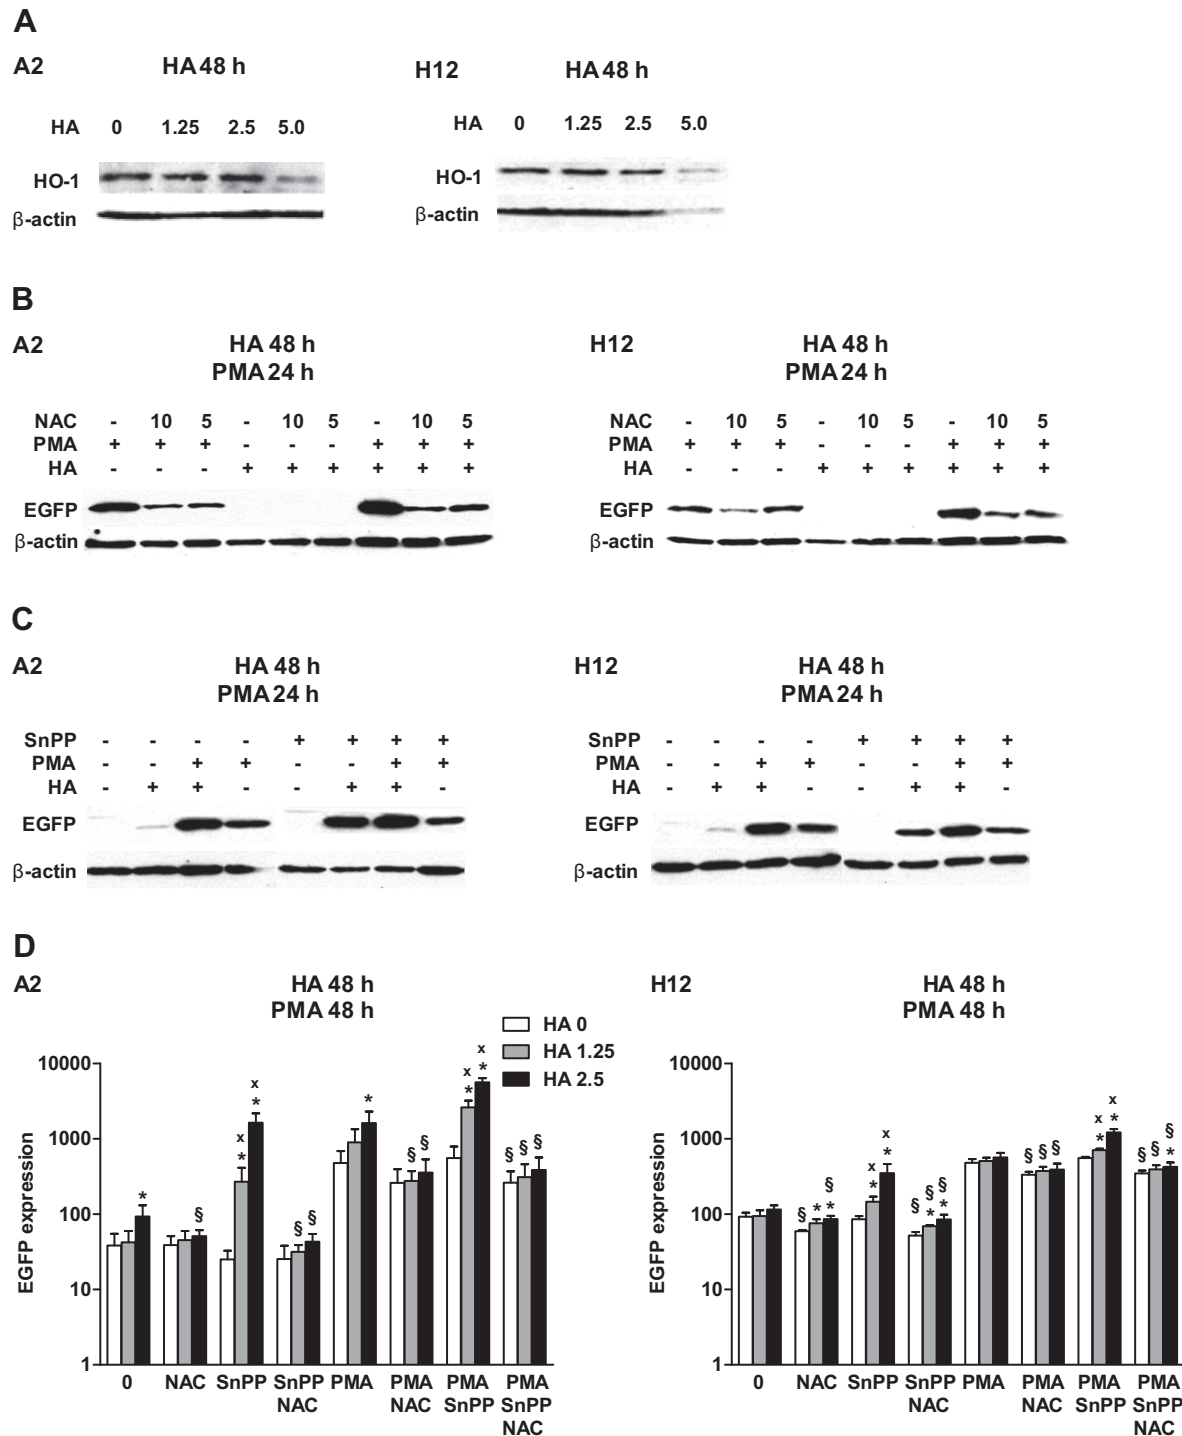 A
A2 HA 48 h
HA 0 1.25 2.5 5.0
HO-1
β-actin
H12 HA 48 h
HA 0 1.25 2.5 5.0
HO-1
β-actin
B
A2 HA 48 h
PMA 24 h
NAC - 10 5 - 10 5 - 10 5
PMA + + + - - - + + +
HA - - - + + + + + +
EGFP
β-actin
H12 HA 48 h
PMA 24 h
NAC - 10 5 - 10 5 - 10 5
PMA + + + - - - + + +
HA - - - + + + + + +
EGFP
β-actin
C
A2 HA 48 h
PMA 24 h
SnPP - - - - + + + +
PMA - - + + - - + +
HA - + + - - + + -
EGFP
β-actin
H12 HA 48 h
PMA 24 h
SnPP - - - - + + + +
PMA - - + + - - + +
HA - + + - - + + -
EGFP
β-actin
D
A2 HA 48 h
PMA 48 h
HA 0
HA 1.25
HA 2.5
EGFP expression
10000
1000
100
10
1
* § x * x * § § * § § x * x * § § §
0 NAC SnPP SnPP PMA PMA PMA PMA
NAC NAC SnPP SnPP
NAC
H12 HA 48 h
PMA 48 h
EGFP expression
10000
1000
100
10
1
§ * § * x * x * § § * § * § § § x * x * § § § *
0 NAC SnPP SnPP PMA PMA PMA PMA
NAC NAC SnPP SnPP
NAC